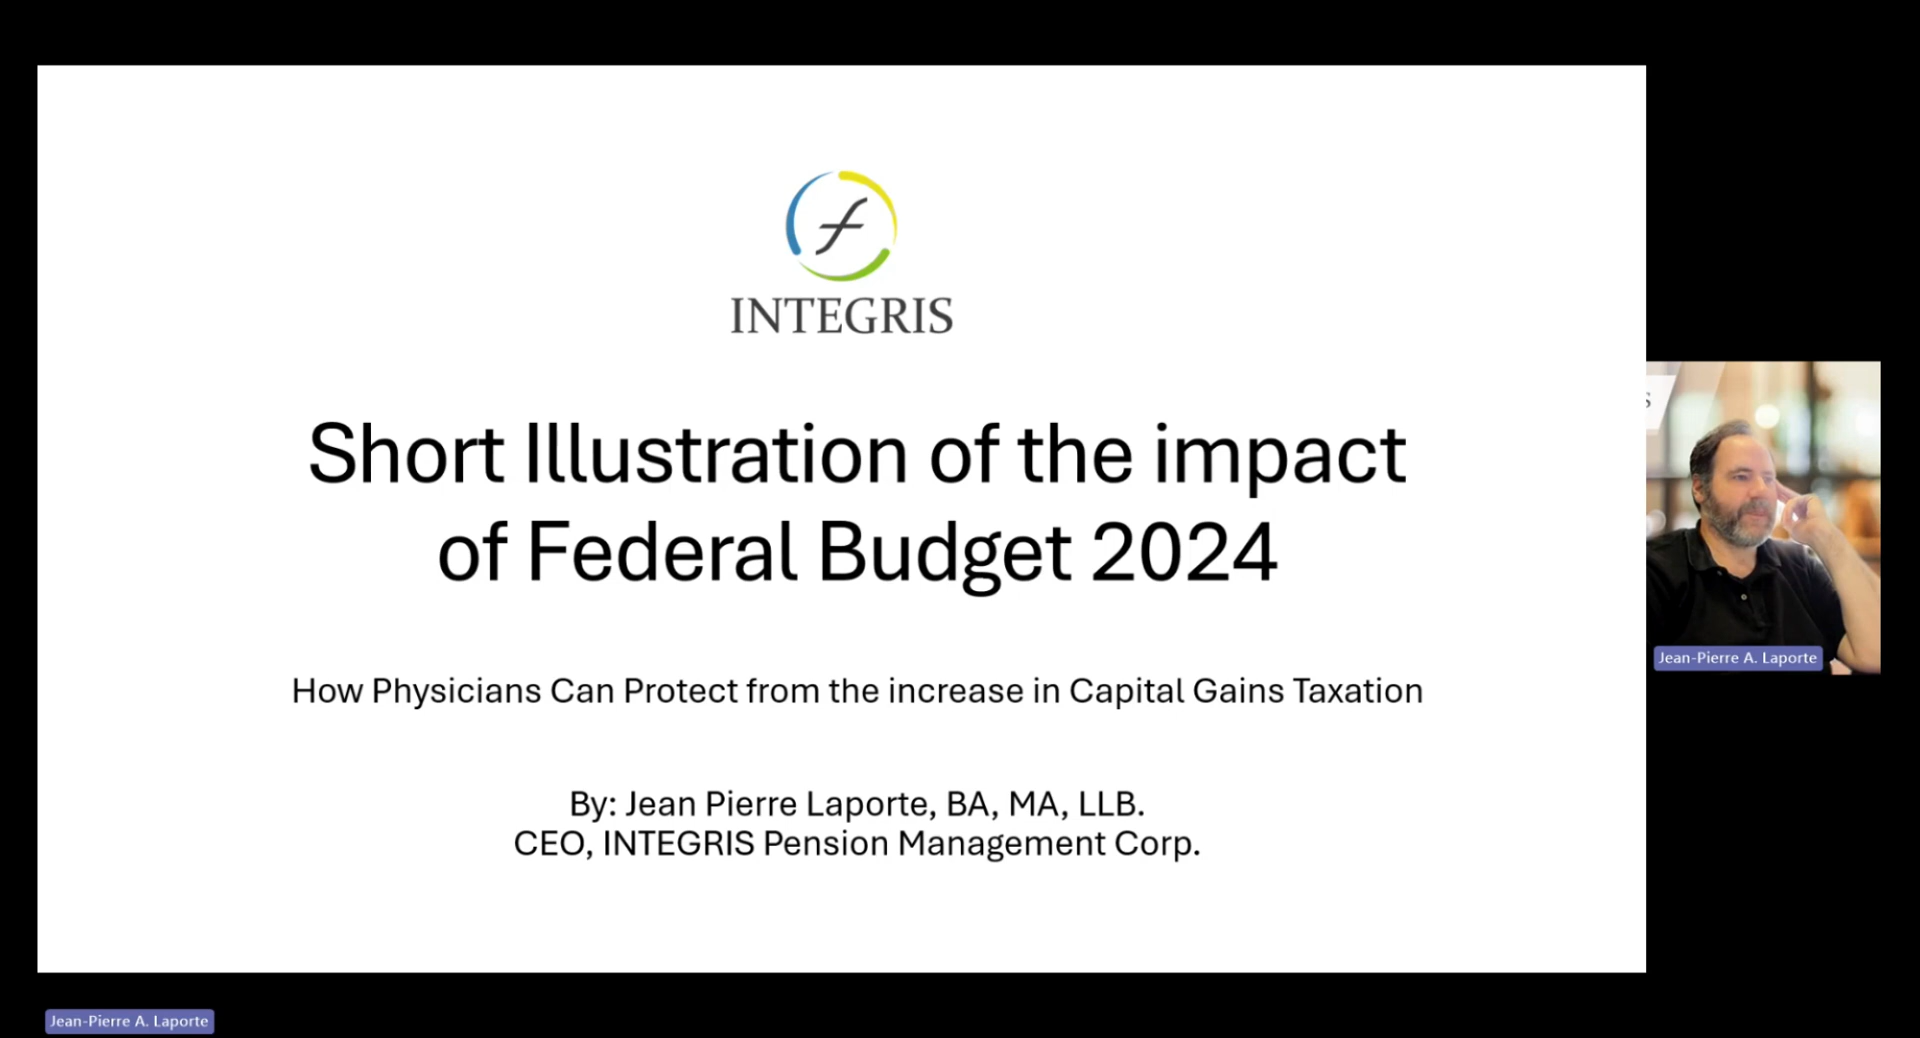 INTEGRIS
Short Illustration of the impact
of Federal Budget 2024
How Physicians Can Protect from the increase in Capital Gains Taxation
By: Jean Pierre Laporte, BA, MA, LLB.
CEO, INTEGRIS Pension Management Corp.
S
Jean-Pierre A. Laporte
Jean-Pierre A. Laporte